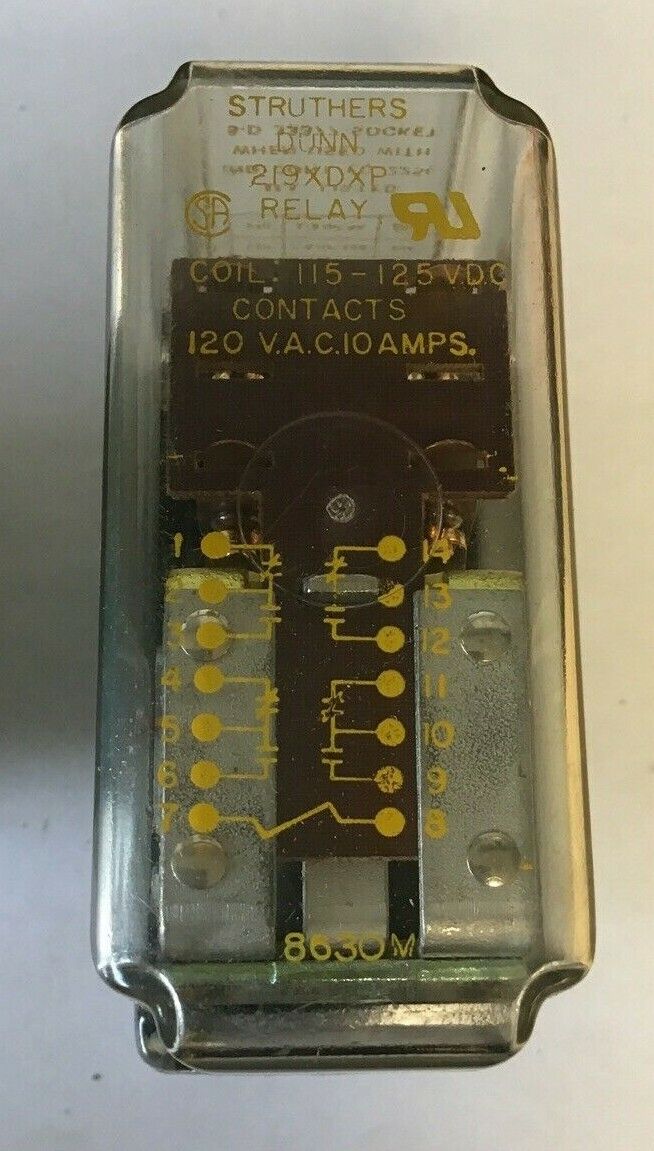 STRUTHERS
DUNN
219XDXP
RELAY
COIL: 115-125 V.D.C
CONTACTS
120 V.A.C. 10 AMPS.
1 14
2 13
3 12
4 11
5 10
6 9
7 8
8630M